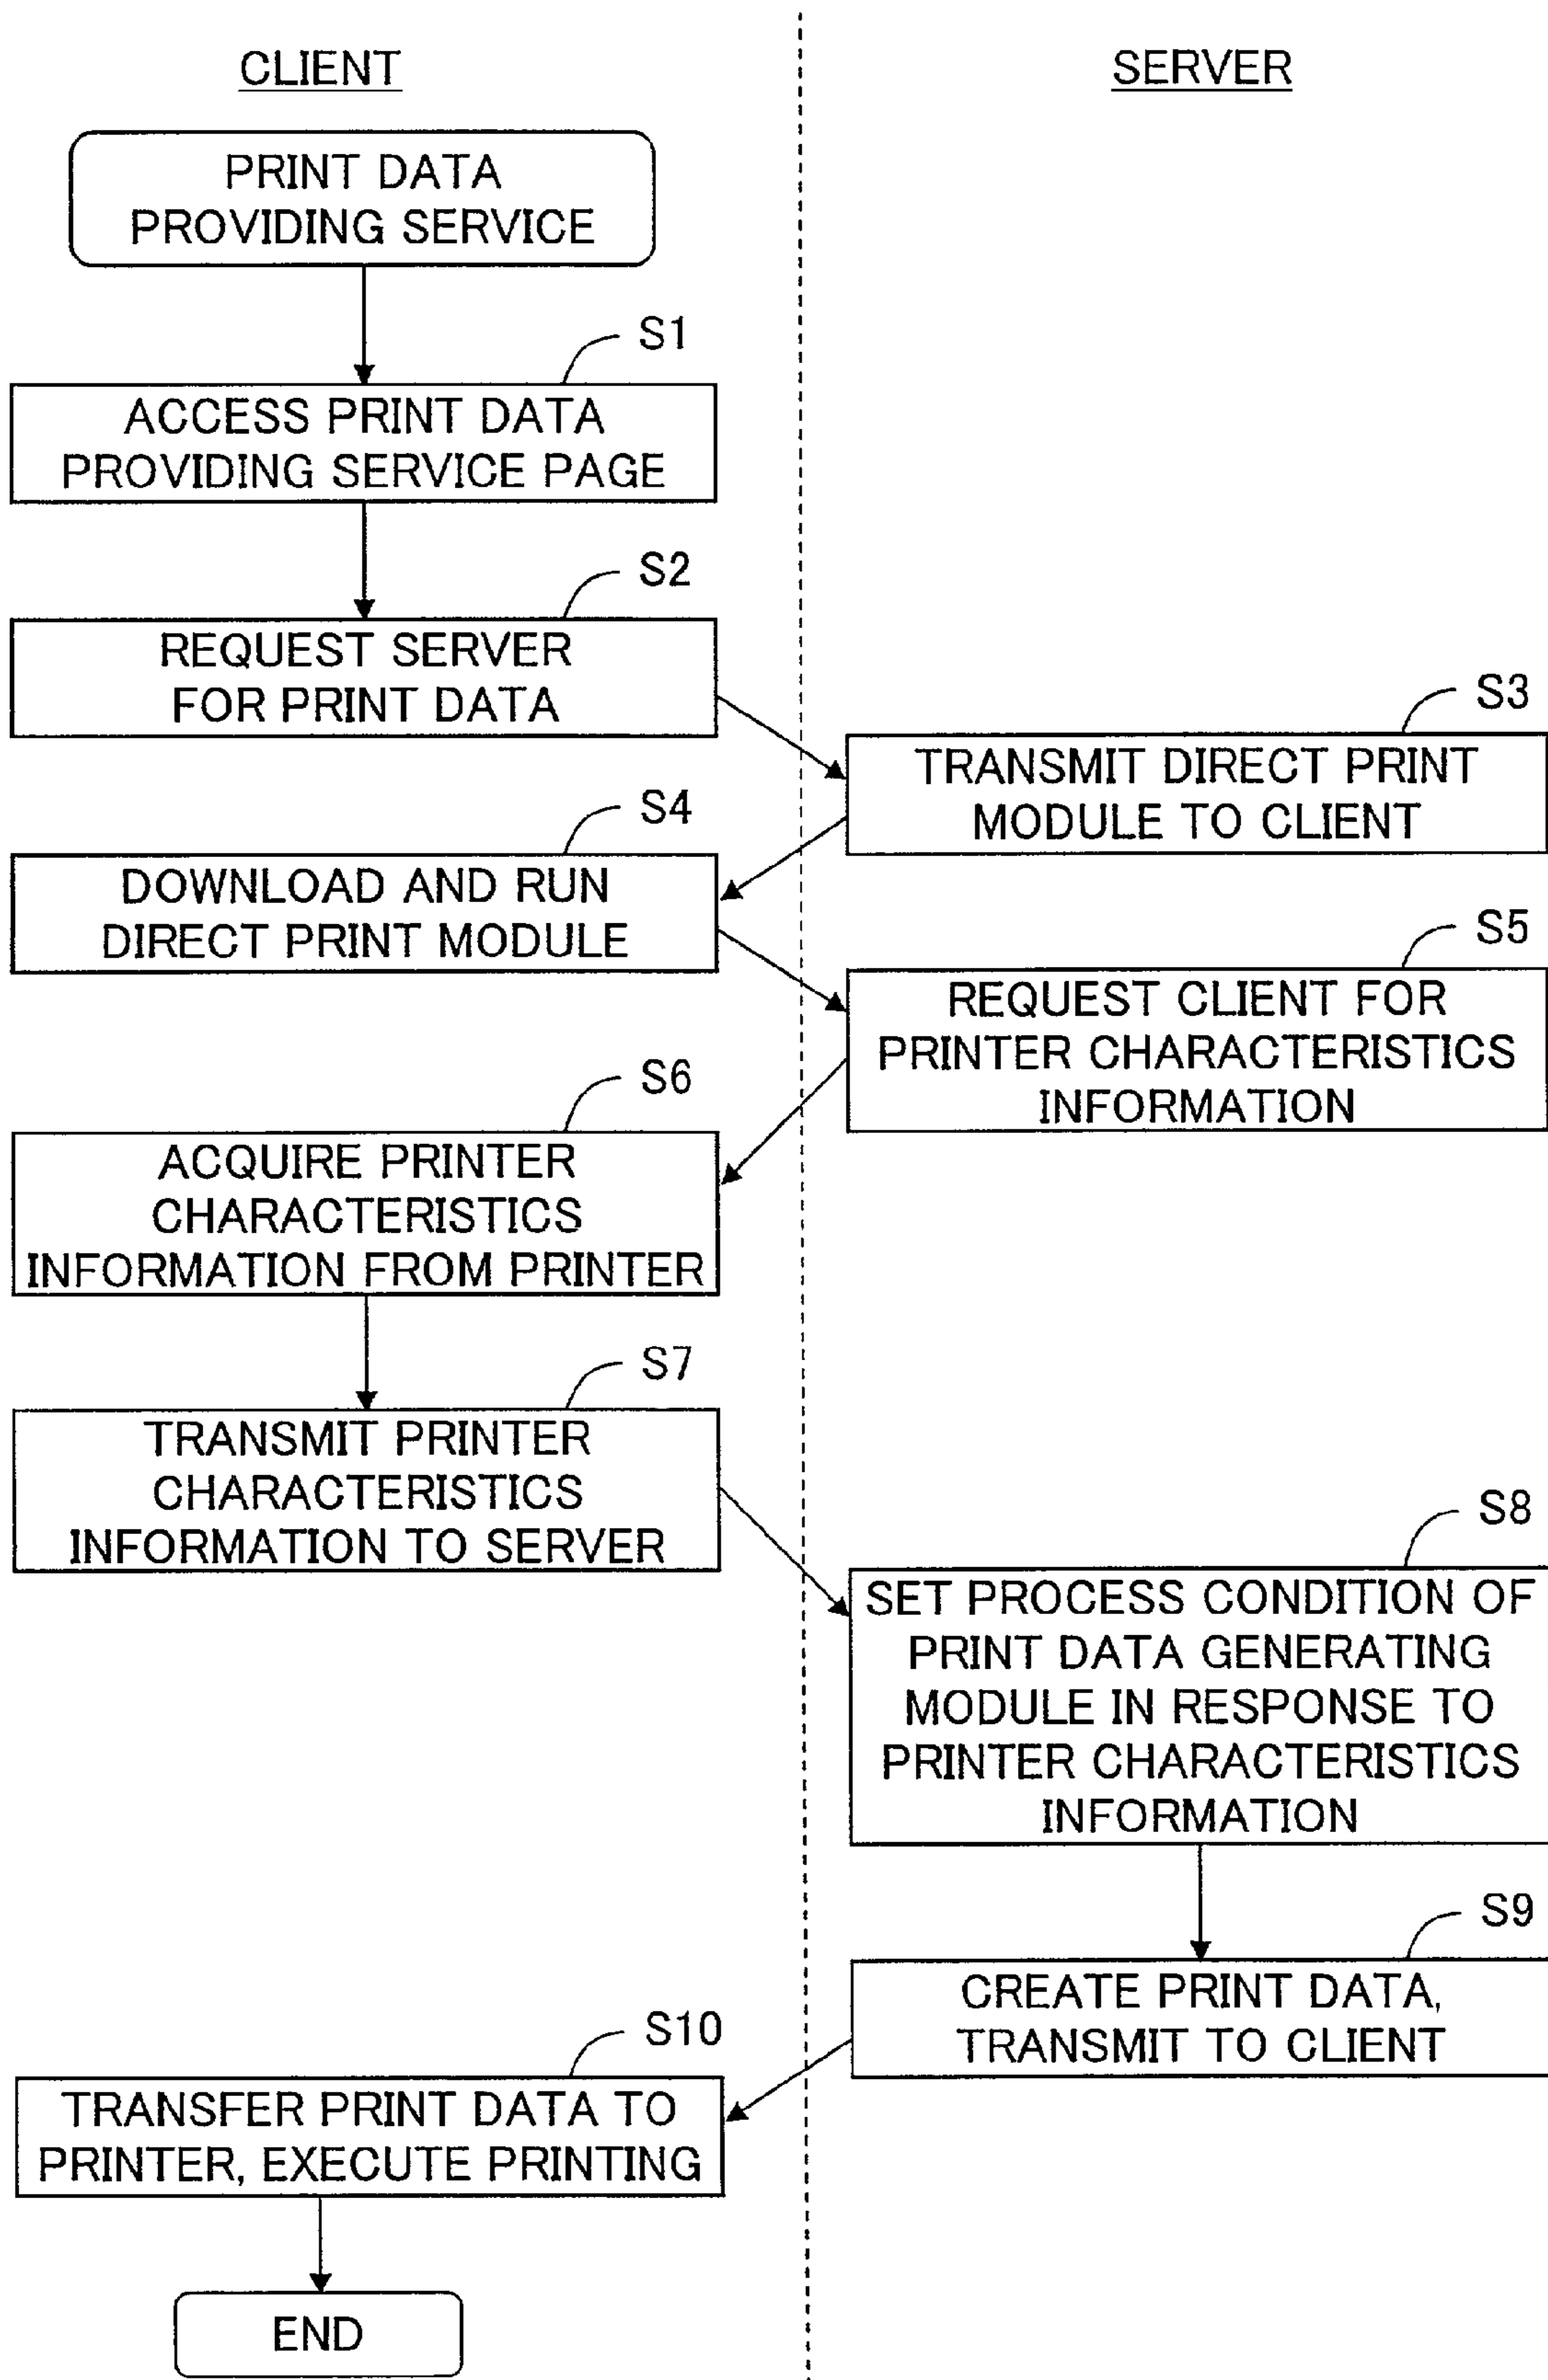 CLIENT
SERVER
PRINT DATA
PROVIDING SERVICE
S1
ACCESS PRINT DATA
PROVIDING SERVICE PAGE
S2
REQUEST SERVER
FOR PRINT DATA
S3
TRANSMIT DIRECT PRINT
MODULE TO CLIENT
S4
DOWNLOAD AND RUN
DIRECT PRINT MODULE
S5
REQUEST CLIENT FOR
PRINTER CHARACTERISTICS
INFORMATION
S6
ACQUIRE PRINTER
CHARACTERISTICS
INFORMATION FROM PRINTER
S7
TRANSMIT PRINTER
CHARACTERISTICS
INFORMATION TO SERVER
S8
SET PROCESS CONDITION OF
PRINT DATA GENERATING
MODULE IN RESPONSE TO
PRINTER CHARACTERISTICS
INFORMATION
S9
CREATE PRINT DATA,
TRANSMIT TO CLIENT
S10
TRANSFER PRINT DATA TO
PRINTER, EXECUTE PRINTING
END